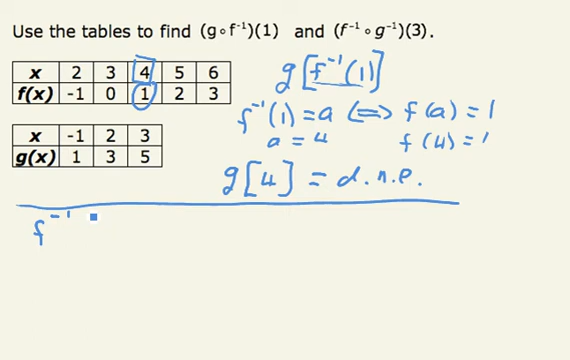 Use the tables to find (g∘f⁻¹)(1) and (f⁻¹∘g⁻¹)(3).
x 2 3 4 5 6
f(x) -1 0 1 2 3
g[f⁻¹(1)]
f⁻¹(1) = a ⟺ f(a) = 1
a = 4 f(4) = 1
x -1 2 3
g(x) 1 3 5
g[4] = d.n.e.
f⁻¹